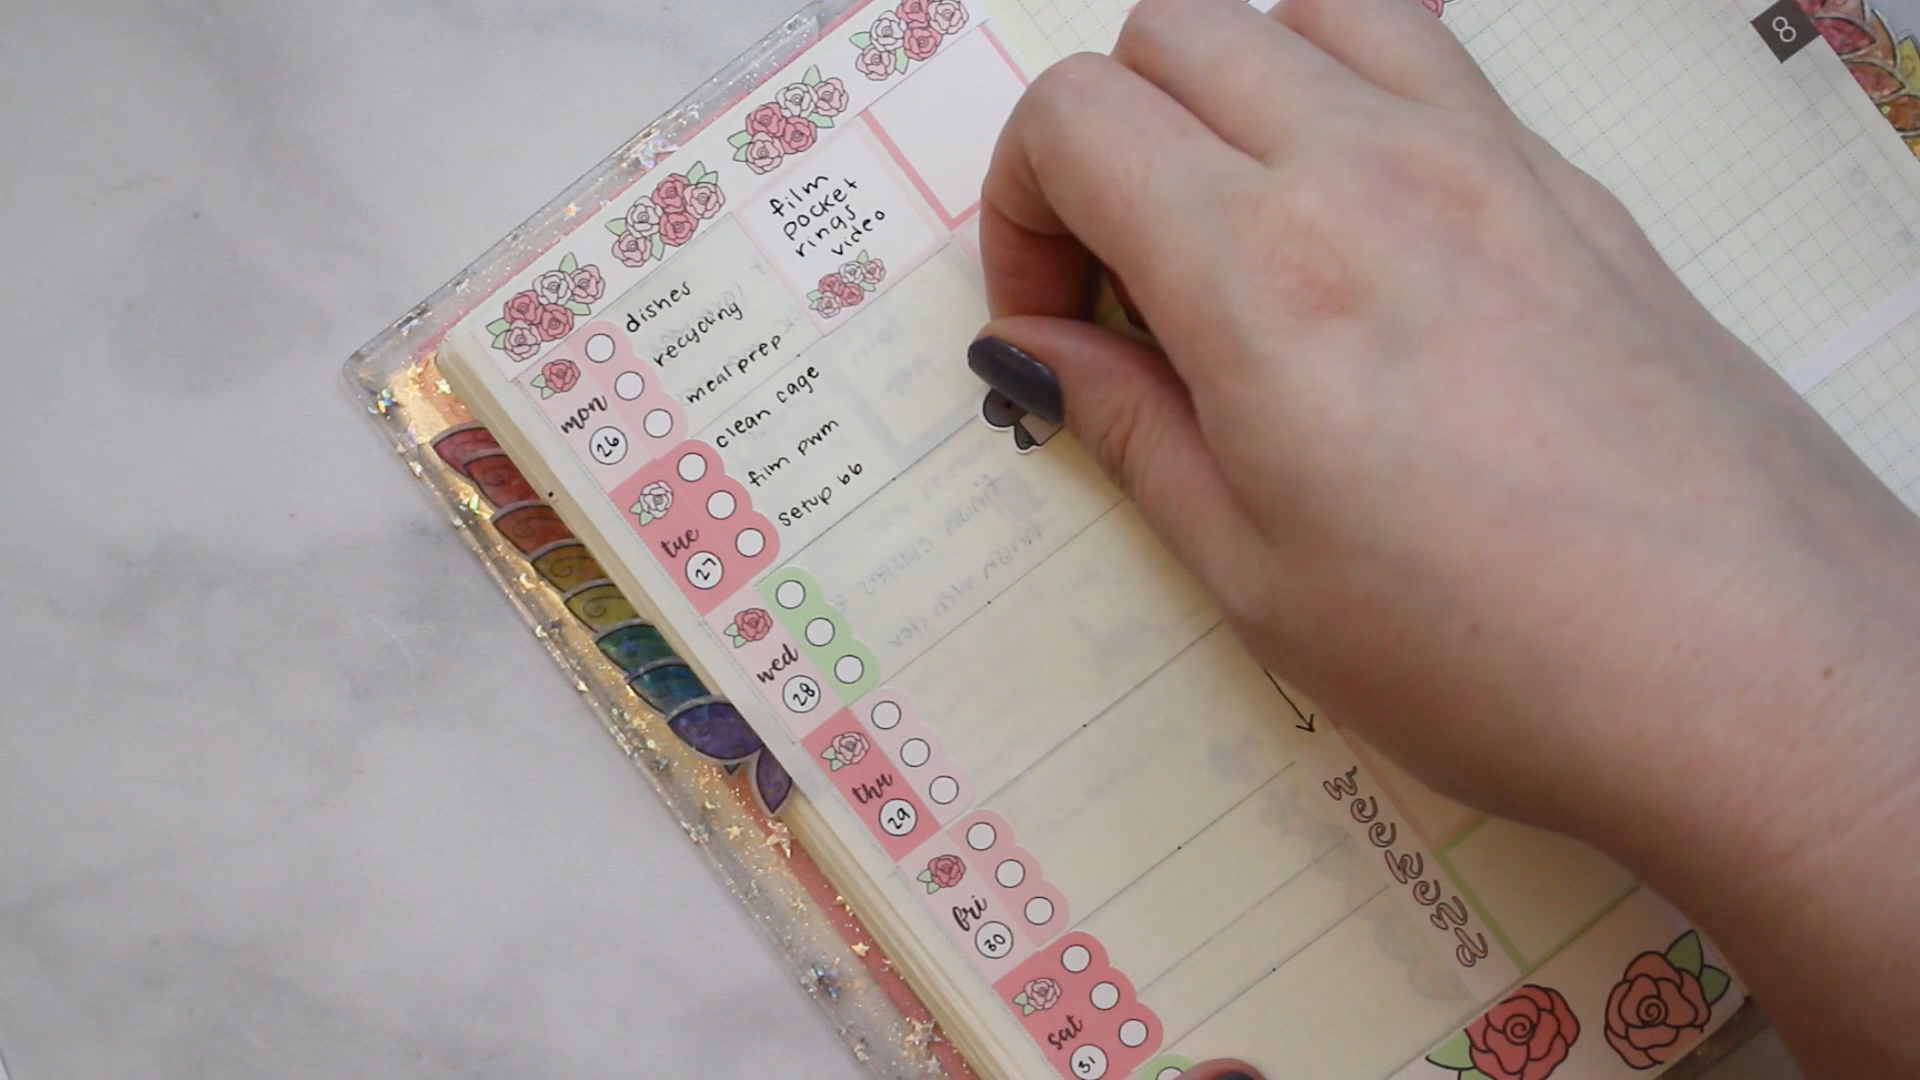 8
film
pocket
rings
video
dishes
recycling
meal prep
mon
26
clean cage
film pwm
setup bb
tue
27
wed
28
thu
29
fri
30
sat
31
weekend